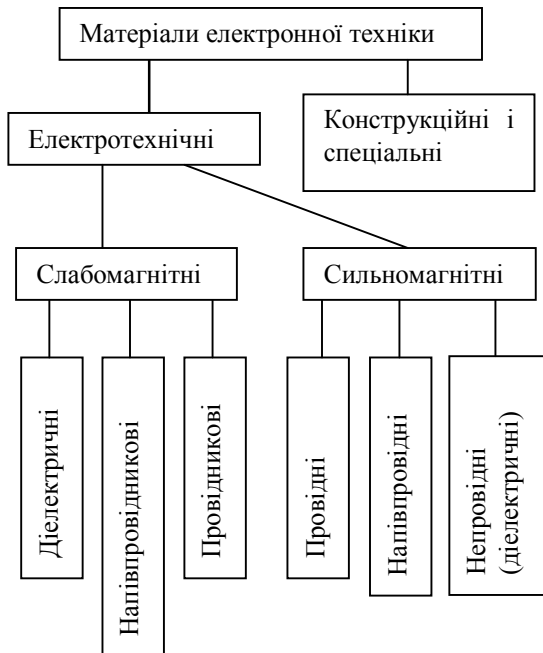 Матеріали електронної техніки
Електротехнічні
Конструкційні і
спеціальні
Слабомагнітні
Сильномагнітні
Діелектричні
Напівпровідникові
Провідникові
Провідні
Напівпровідні
Непровідні
(діелектричні)